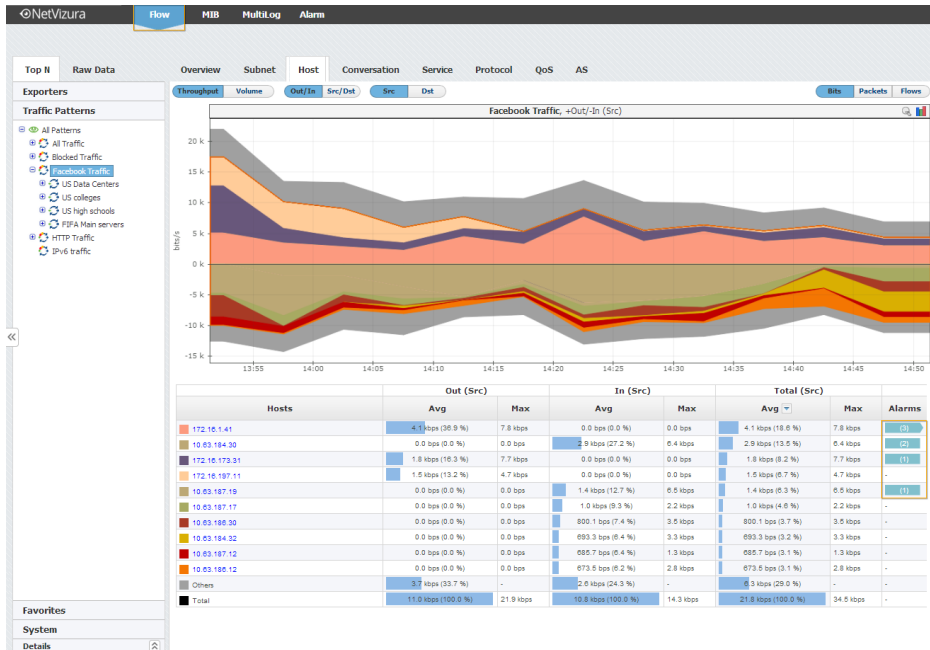 NetVizura Flow MIB MultiLog Alarm
Top N Raw Data Overview Subnet Host Conversation Service Protocol QoS AS
Exporters Throughput Volume Out/In Src/Dst Src Dst Bits Packets Flows
Traffic Patterns Facebook Traffic, +Out/-In (Src)
All Patterns
All Traffic
Blocked Traffic
Facebook Traffic
US Data Centers
US colleges
US high schools
FIFA Main servers
HTTP Traffic
IPv6 traffic
20 k
15 k
10 k
5 k
0 k
-5 k
-10 k
-15 k
bits/s
13:55 14:00 14:05 14:10 14:15 14:20 14:25 14:30 14:35 14:40 14:45 14:50
Out (Src) In (Src) Total (Src)
Hosts Avg Max Avg Max Avg Max Alarms
172.16.1.41 4.1 kbps (36.9 %) 7.8 kbps 0.0 bps (0.0 %) 0.0 bps 4.1 kbps (18.6 %) 7.8 kbps (3)
10.63.184.30 0.0 bps (0.0 %) 0.0 bps 2.9 kbps (27.2 %) 6.4 kbps 2.9 kbps (13.5 %) 6.4 kbps (2)
172.16.173.31 1.8 kbps (16.3 %) 7.7 kbps 0.0 bps (0.0 %) 0.0 bps 1.8 kbps (8.2 %) 7.7 kbps (1)
172.16.197.11 1.5 kbps (13.2 %) 4.7 kbps 0.0 bps (0.0 %) 0.0 bps 1.5 kbps (6.7 %) 4.7 kbps -
10.63.187.19 0.0 bps (0.0 %) 0.0 bps 1.4 kbps (12.7 %) 6.5 kbps 1.4 kbps (6.3 %) 6.5 kbps (1)
10.63.187.17 0.0 bps (0.0 %) 0.0 bps 1.0 kbps (9.3 %) 2.2 kbps 1.0 kbps (4.6 %) 2.2 kbps -
10.63.186.30 0.0 bps (0.0 %) 0.0 bps 800.1 bps (7.4 %) 3.5 kbps 800.1 bps (3.7 %) 3.5 kbps -
10.63.184.32 0.0 bps (0.0 %) 0.0 bps 693.3 bps (6.4 %) 3.3 kbps 693.3 bps (3.2 %) 3.3 kbps -
10.63.187.12 0.0 bps (0.0 %) 0.0 bps 685.7 bps (6.4 %) 1.3 kbps 685.7 bps (3.1 %) 1.3 kbps -
10.63.186.12 0.0 bps (0.0 %) 0.0 bps 673.5 bps (6.2 %) 2.8 kbps 673.5 bps (3.1 %) 2.8 kbps -
Others 3.7 kbps (33.7 %) - 2.6 kbps (24.3 %) - 6.3 kbps (29.0 %) - -
Total 11.0 kbps (100.0 %) 21.9 kbps 10.8 kbps (100.0 %) 14.3 kbps 21.8 kbps (100.0 %) 34.5 kbps -
Favorites
System
Details